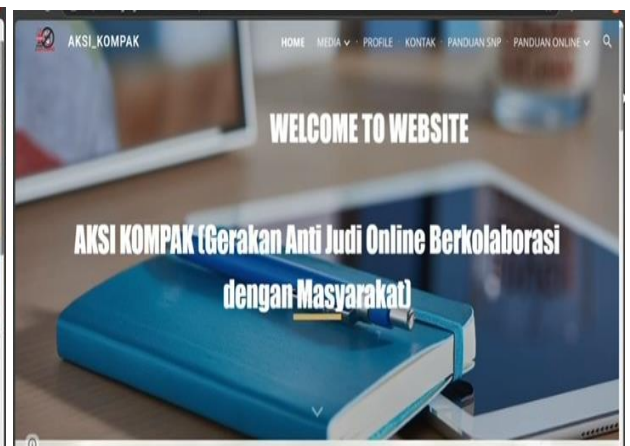 AKSI_KOMPAK
HOME MEDIA · PROFILE · KONTAK · PANDUAN SNP · PANDUAN ONLINE
WELCOME TO WEBSITE
AKSI KOMPAK (Gerakan Anti Judi Online Berkolaborasi
dengan Masyarakat)